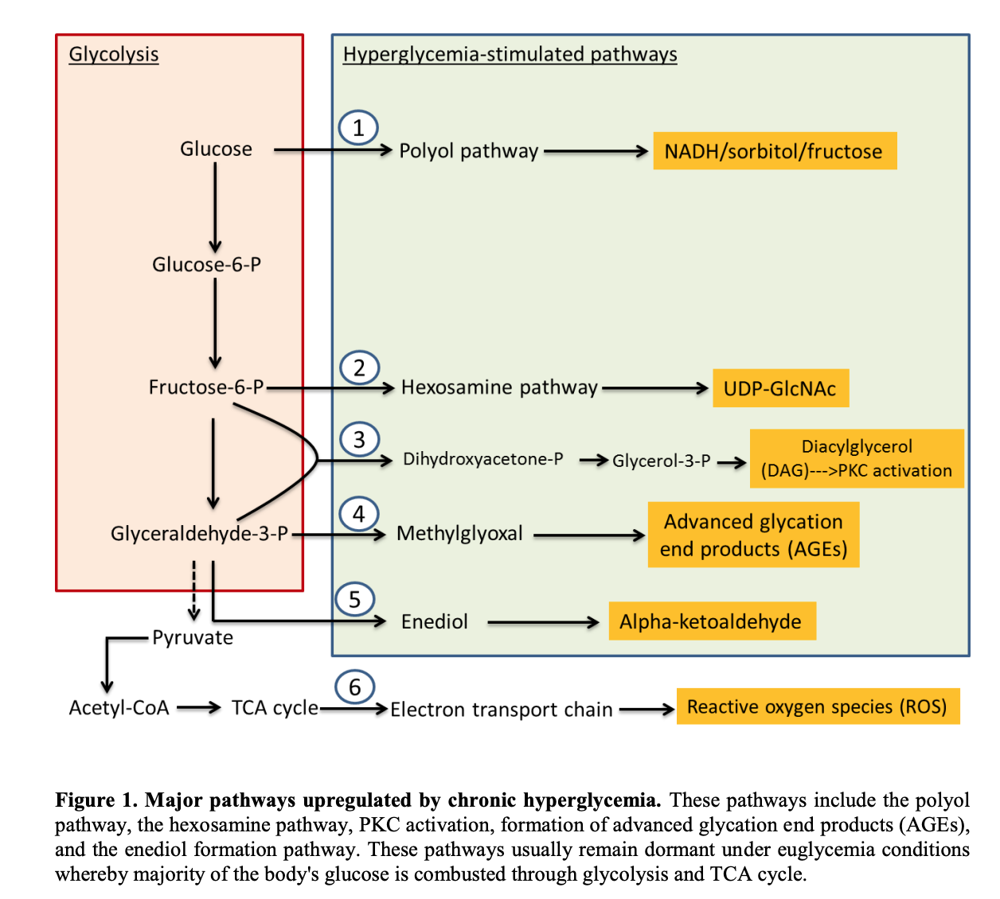 Glycolysis
Hyperglycemia-stimulated pathways
1
Glucose
Polyol pathway
NADH/sorbitol/fructose
Glucose-6-P
2
Fructose-6-P
Hexosamine pathway
UDP-GlcNAc
3
Dihydroxyacetone-P
Glycerol-3-P
Diacylglycerol
(DAG)--->PKC activation
4
Glyceraldehyde-3-P
Methylglyoxal
Advanced glycation
end products (AGEs)
5
Enediol
Alpha-ketoaldehyde
Pyruvate
6
Acetyl-CoA
TCA cycle
Electron transport chain
Reactive oxygen species (ROS)
Figure 1. Major pathways upregulated by chronic hyperglycemia. These pathways include the polyol
pathway, the hexosamine pathway, PKC activation, formation of advanced glycation end products (AGEs),
and the enediol formation pathway. These pathways usually remain dormant under euglycemia conditions
whereby majority of the body's glucose is combusted through glycolysis and TCA cycle.